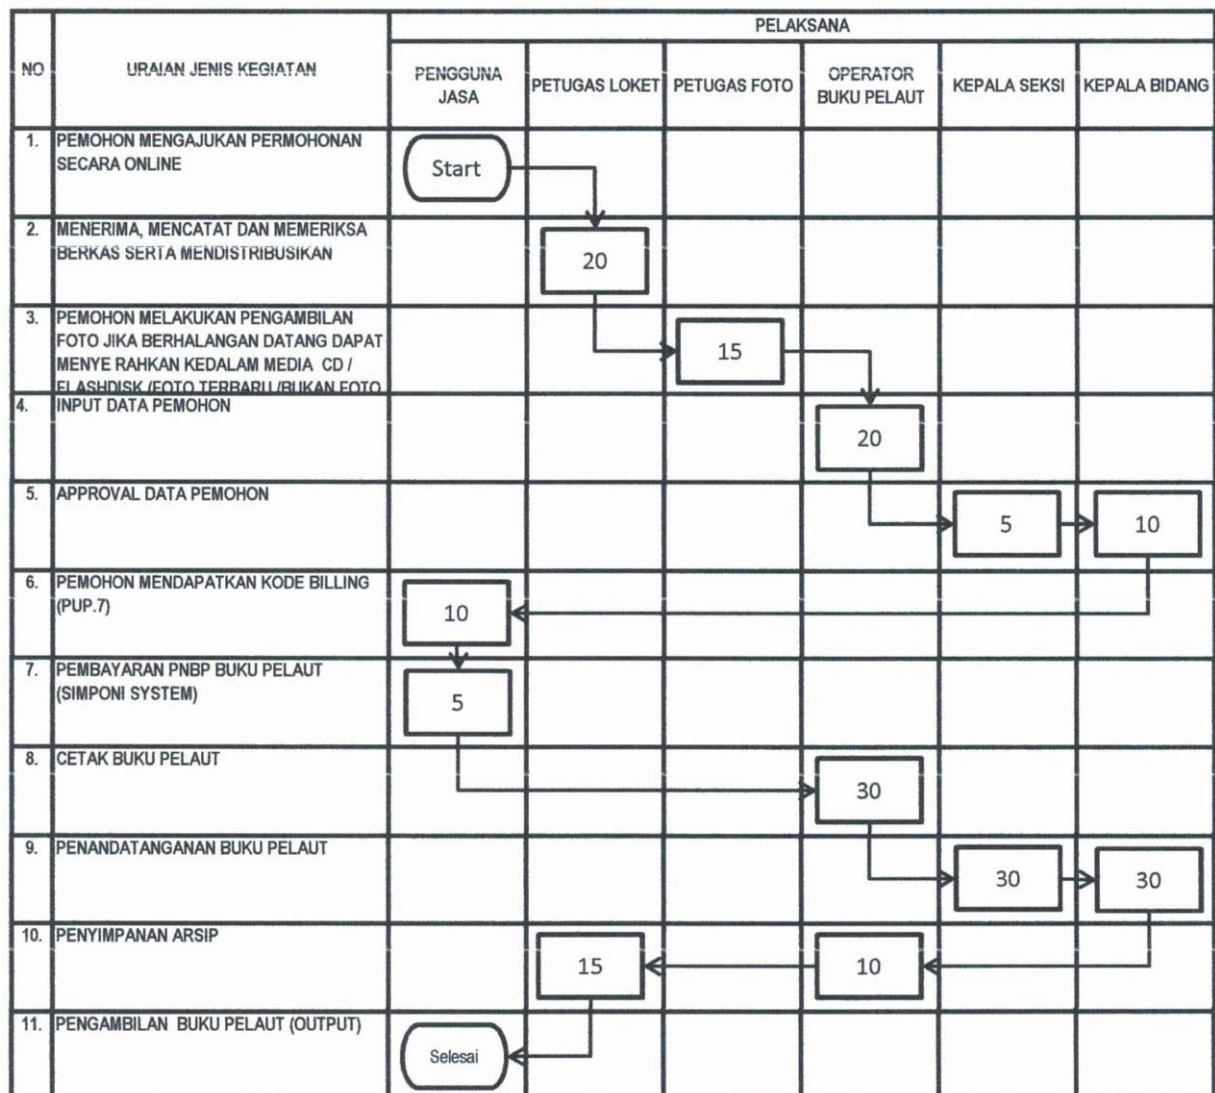 PELAKSANA
NO
URAIAN JENIS KEGIATAN
PENGGUNA
JASA
PETUGAS LOKET
PETUGAS FOTO
OPERATOR
BUKU PELAUT
KEPALA SEKSI
KEPALA BIDANG
1. PEMOHON MENGAJUKAN PERMOHONAN
SECARA ONLINE
Start
2. MENERIMA, MENCATAT DAN MEMERIKSA
BERKAS SERTA MENDISTRIBUSIKAN
20
3. PEMOHON MELAKUKAN PENGAMBILAN
FOTO JIKA BERHALANGAN DATANG DAPAT
MENYE RAHKAN KEDALAM MEDIA CD /
FLASHDISK (FOTO TERBARU /BUKAN FOTO
15
4. INPUT DATA PEMOHON
20
5. APPROVAL DATA PEMOHON
5
10
6. PEMOHON MENDAPATKAN KODE BILLING
(PUP.7)
10
7. PEMBAYARAN PNBP BUKU PELAUT
(SIMPONI SYSTEM)
5
8. CETAK BUKU PELAUT
30
9. PENANDATANGANAN BUKU PELAUT
30
30
10. PENYIMPANAN ARSIP
15
10
11. PENGAMBILAN BUKU PELAUT (OUTPUT)
Selesai